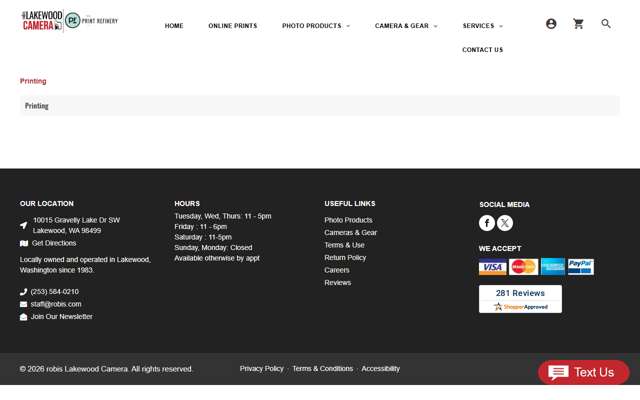 LAKEWOOD
CAMERA
PR
THE
PRINT REFINERY
HOME
ONLINE PRINTS
PHOTO PRODUCTS
CAMERA & GEAR
SERVICES
CONTACT US
Printing
Printing
OUR LOCATION
10015 Gravelly Lake Dr SW
Lakewood, WA 98499
Get Directions
Locally owned and operated in Lakewood,
Washington since 1983.
(253) 584-0210
staff@robis.com
Join Our Newsletter
HOURS
Tuesday, Wed, Thurs: 11 - 5pm
Friday : 11 - 6pm
Saturday : 11-5pm
Sunday, Monday: Closed
Available otherwise by appt
USEFUL LINKS
Photo Products
Cameras & Gear
Terms & Use
Return Policy
Careers
Reviews
SOCIAL MEDIA
WE ACCEPT
VISA
MasterCard
PayPal
281 Reviews
Shopper Approved
© 2026 robis Lakewood Camera. All rights reserved.
Privacy Policy - Terms & Conditions - Accessibility
Text Us